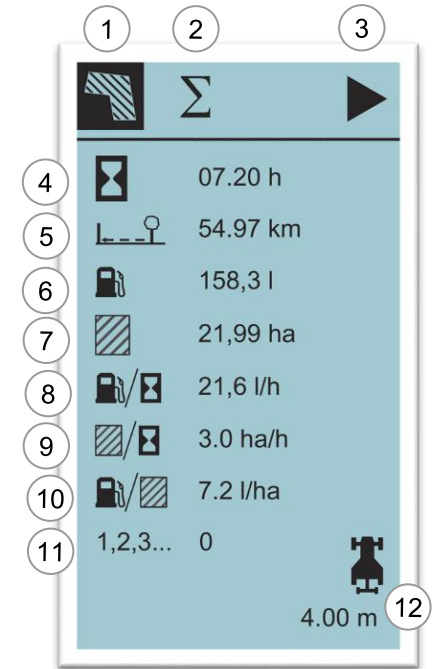 1 2 3
Σ
4 07.20 h
5 54.97 km
6 158,3 l
7 21,99 ha
8 / 21,6 l/h
9 / 3.0 ha/h
10 / 7.2 l/ha
11 1,2,3... 0
4.00 m 12